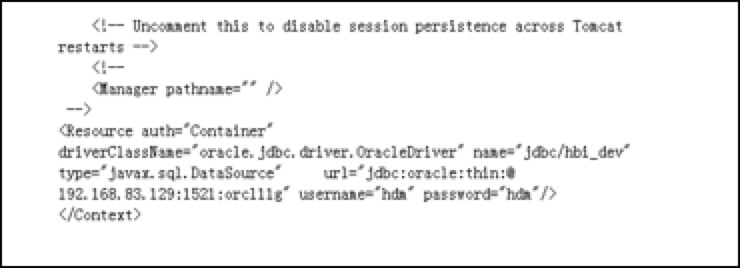 <!-- Uncomment this to disable session persistence across Tomcat
restarts -->
<!--
<Manager pathname="" />
-->
<Resource auth="Container"
driverClassName="oracle.jdbc.driver.OracleDriver" name="jdbc/hbi_dev"
type="javax.sql.DataSource" url="jdbc:oracle:thin:@
192.168.83.129:1521:orcl11g" username="hdm" password="hdm"/>
</Context>